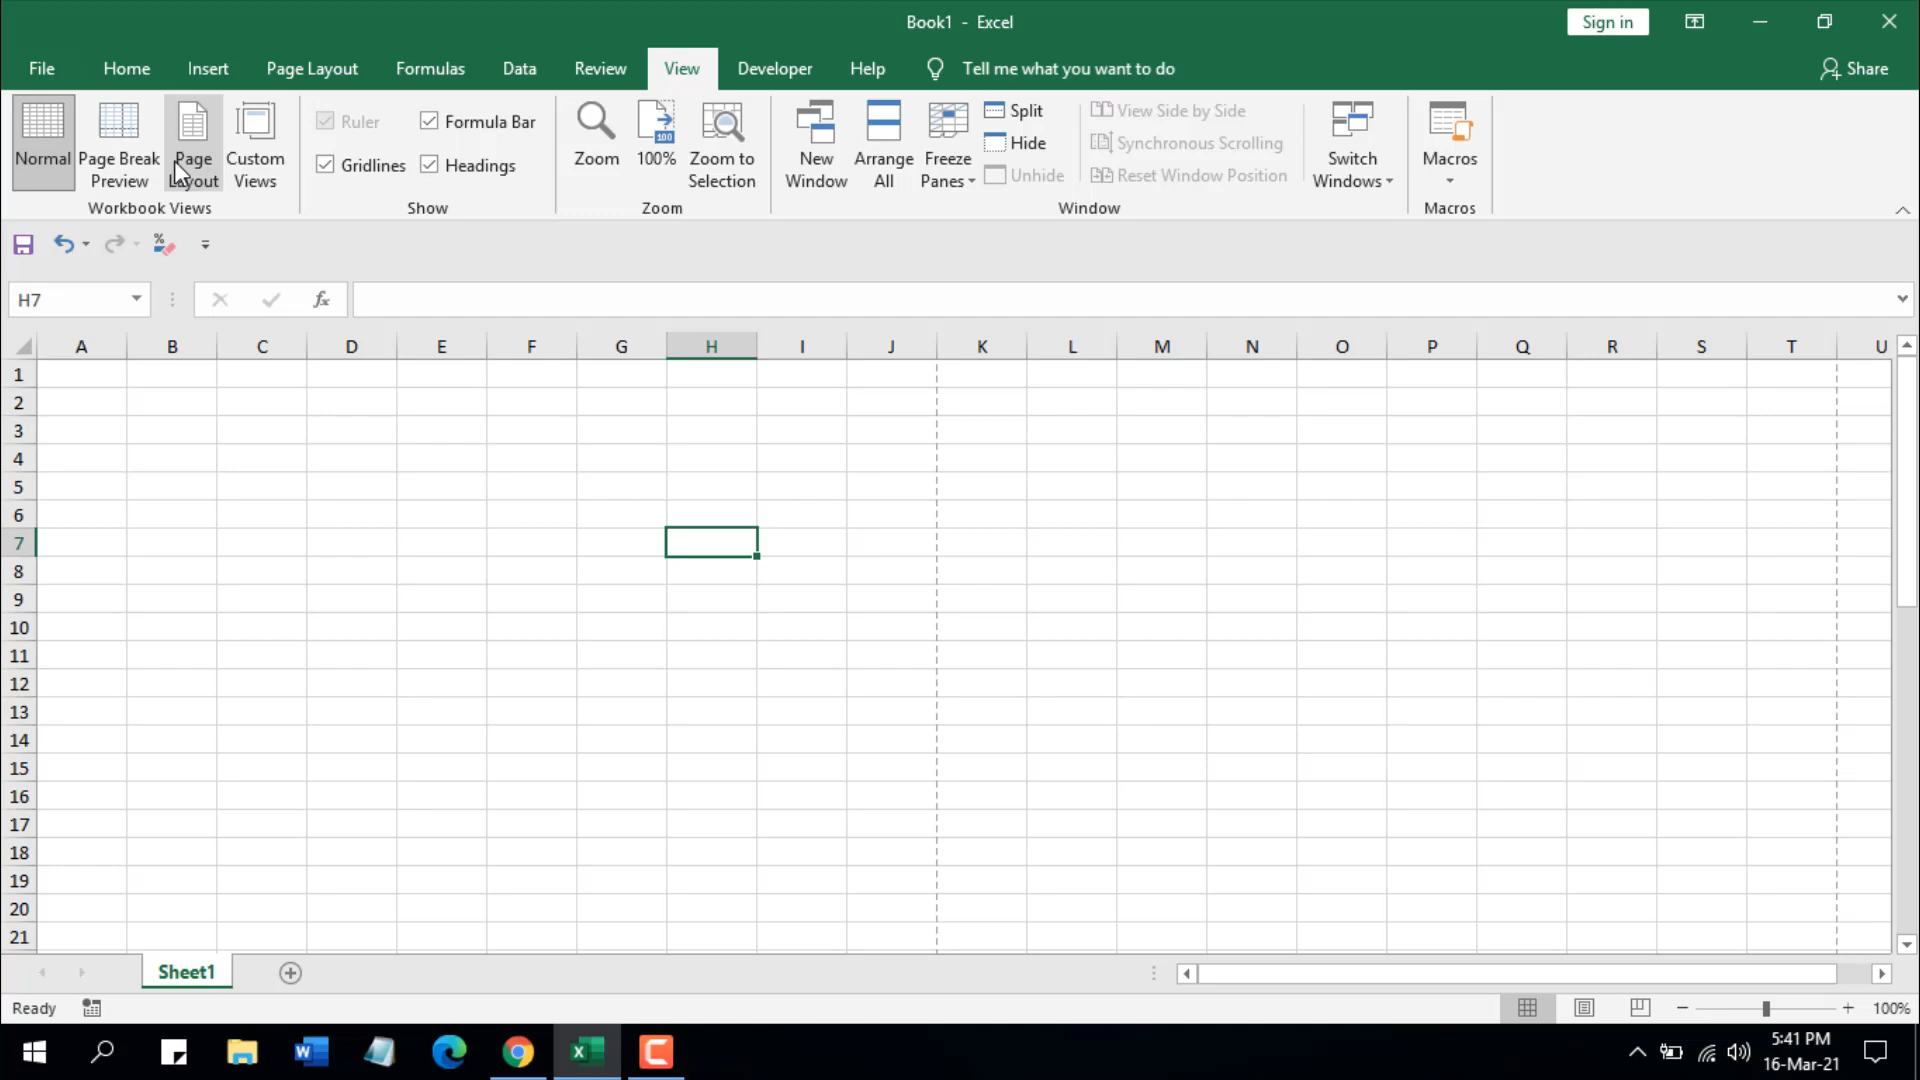 Book1 - Excel
Sign in
File Home Insert Page Layout Formulas Data Review View Developer Help Tell me what you want to do Share
Normal
Page Break
Preview
Page
Layout
Custom
Views
Workbook Views
Ruler Formula Bar
Gridlines Headings
Show
Zoom
100
100%
Zoom to
Selection
Zoom
New
Window
Arrange
All
Freeze
Panes
Split
Hide
Unhide
View Side by Side
Synchronous Scrolling
Reset Window Position
Window
Switch
Windows
Macros
Macros
%
H7 fx
A B C D E F G H I J K L M N O P Q R S T U
1
2
3
4
5
6
7
8
9
10
11
12
13
14
15
16
17
18
19
20
21
Sheet1
Ready 100%
5:41 PM
16-Mar-21